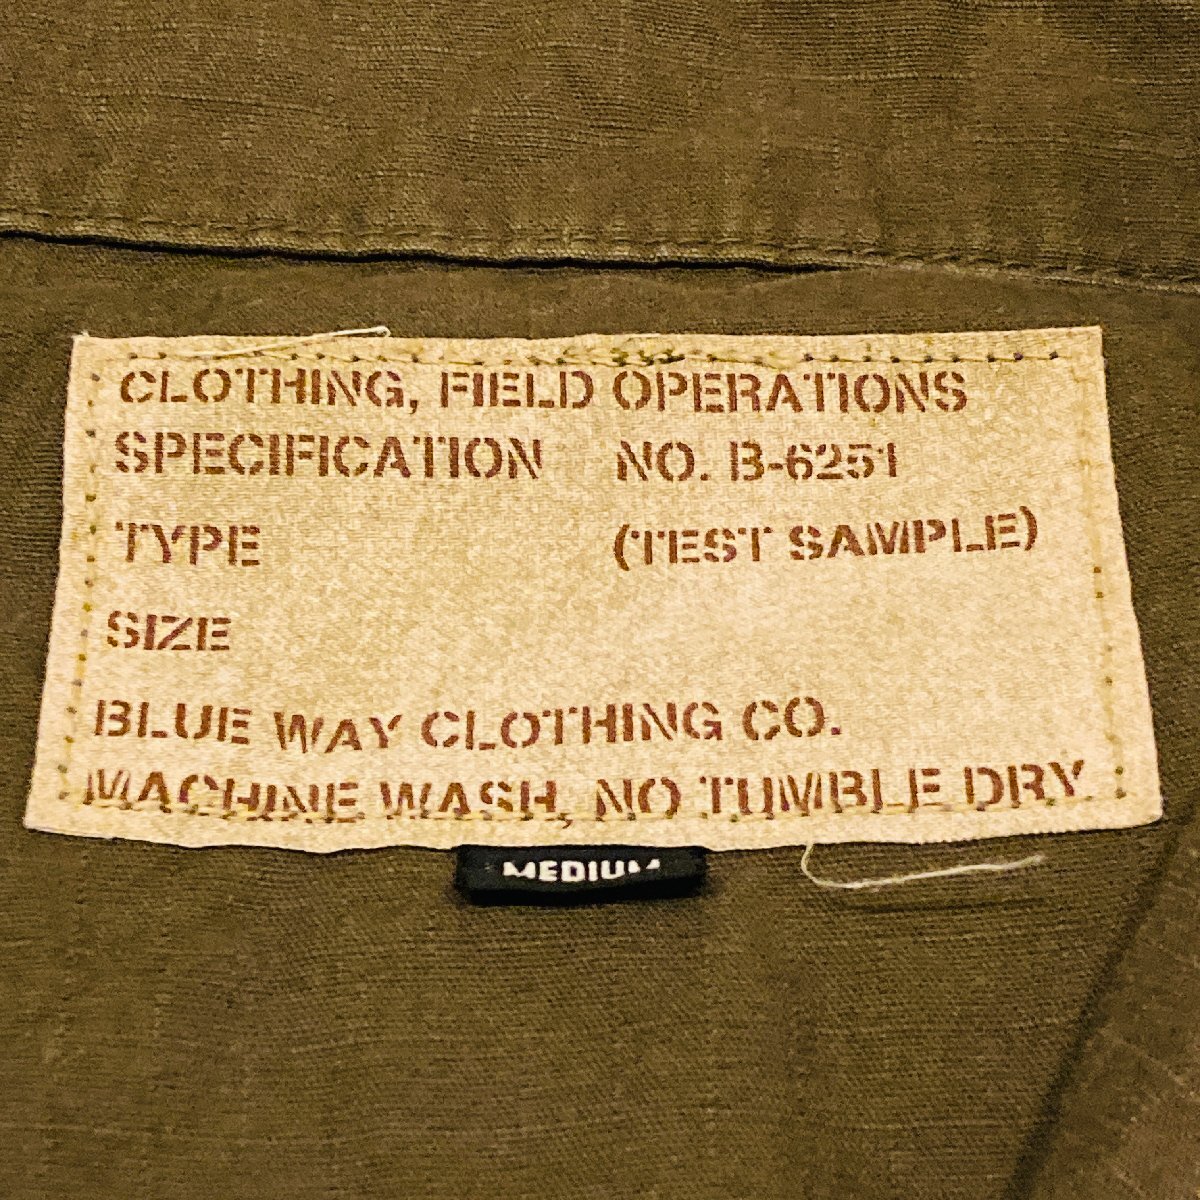 CLOTHING, FIELD OPERATIONS
SPECIFICATION NO. B-6251
TYPE (TEST SAMPLE)
SIZE
BLUE WAY CLOTHING CO.
MACHINE WASH, NO TUMBLE DRY
MEDIUM